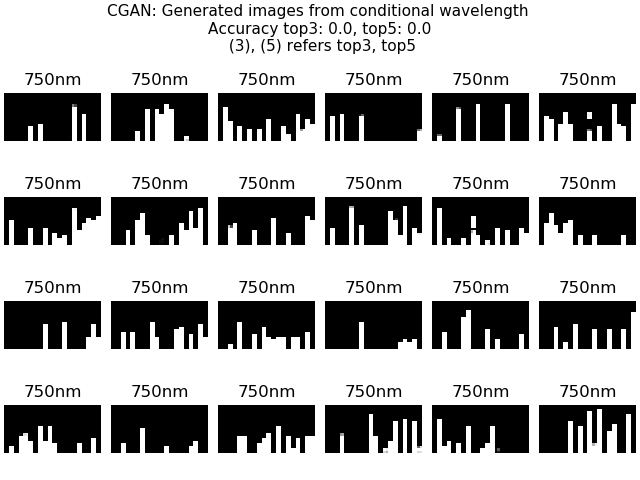 CGAN: Generated images from conditional wavelength
Accuracy top3: 0.0, top5: 0.0
(3), (5) refers top3, top5
750nm 750nm 750nm 750nm 750nm 750nm
750nm 750nm 750nm 750nm 750nm 750nm
750nm 750nm 750nm 750nm 750nm 750nm
750nm 750nm 750nm 750nm 750nm 750nm